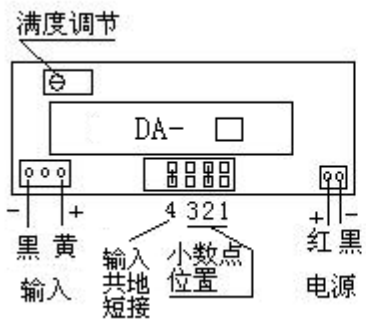 满度调节
DA-
- +
4 321
+ -
黑 黄
红 黑
输入
输入
共地
短接
小数点
位置
电源